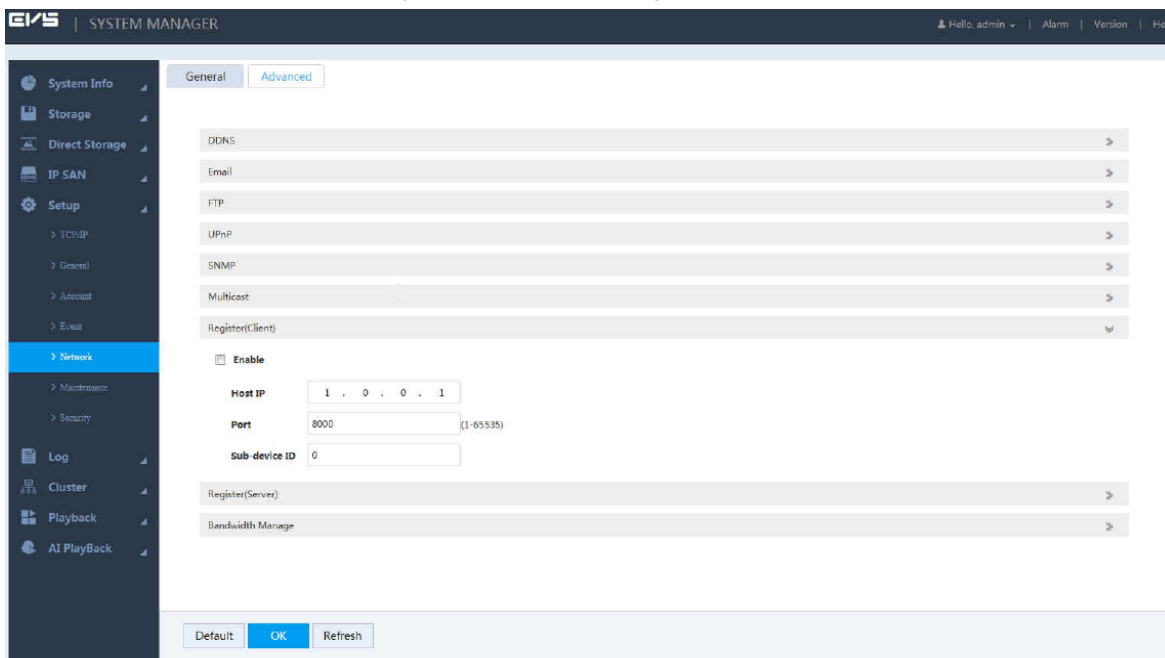 EVS | SYSTEM MANAGER
Hello, admin | Alarm | Version | He
System Info
Storage
Direct Storage
IP SAN
Setup
> TCP/IP
> General
> Account
> Event
> Network
> Maintenance
> Security
Log
Cluster
Playback
AI PlayBack
General Advanced
DDNS
Email
FTP
UPnP
SNMP
Multicast
Register(Client)
Enable
Host IP 1 . 0 . 0 . 1
Port 8000 (1-65535)
Sub-device ID 0
Register(Server)
Bandwidth Manage
Default OK Refresh